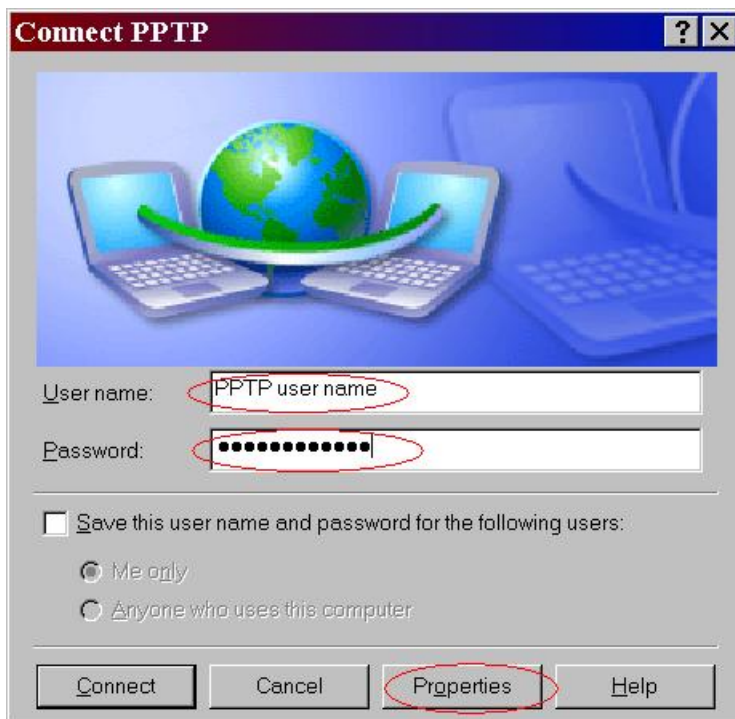 Connect PPTP
User name: PPTP user name
Password: ●●●●●●●●●●●●
Save this user name and password for the following users:
Me only
Anyone who uses this computer
Connect Cancel Properties Help